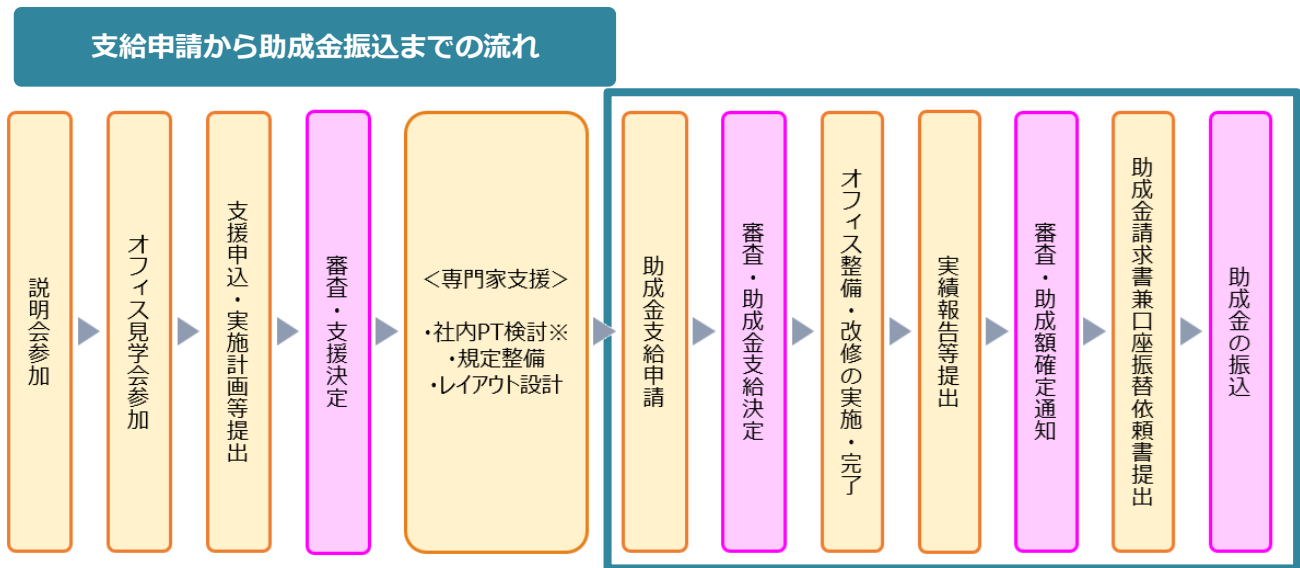 支給申請から助成金振込までの流れ
説明会参加
オフィス見学会参加
支援申込・実施計画等提出
審査・支援決定
＜専門家支援＞
・社内PT検討※
・規定整備
・レイアウト設計
助成金支給申請
審査・助成金支給決定
オフィス整備・改修の実施・完了
実績報告等提出
審査・助成額確定通知
助成金請求書兼口座振替依頼書提出
助成金の振込